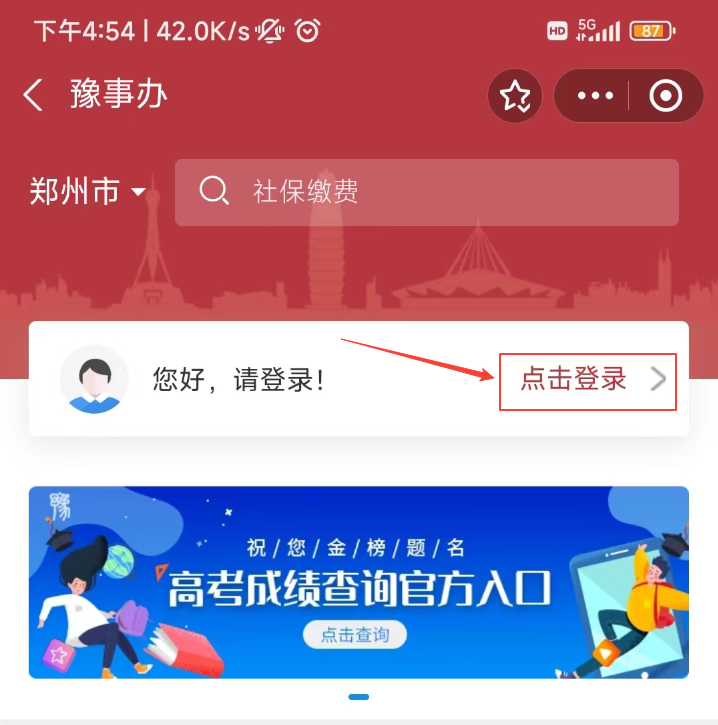 下午4:54 | 42.0K/s HD 5G 87
豫事办
郑州市 社保缴费
您好，请登录！ 点击登录
豫
祝/您/金/榜/题/名
高考成绩查询官方入口
点击查询